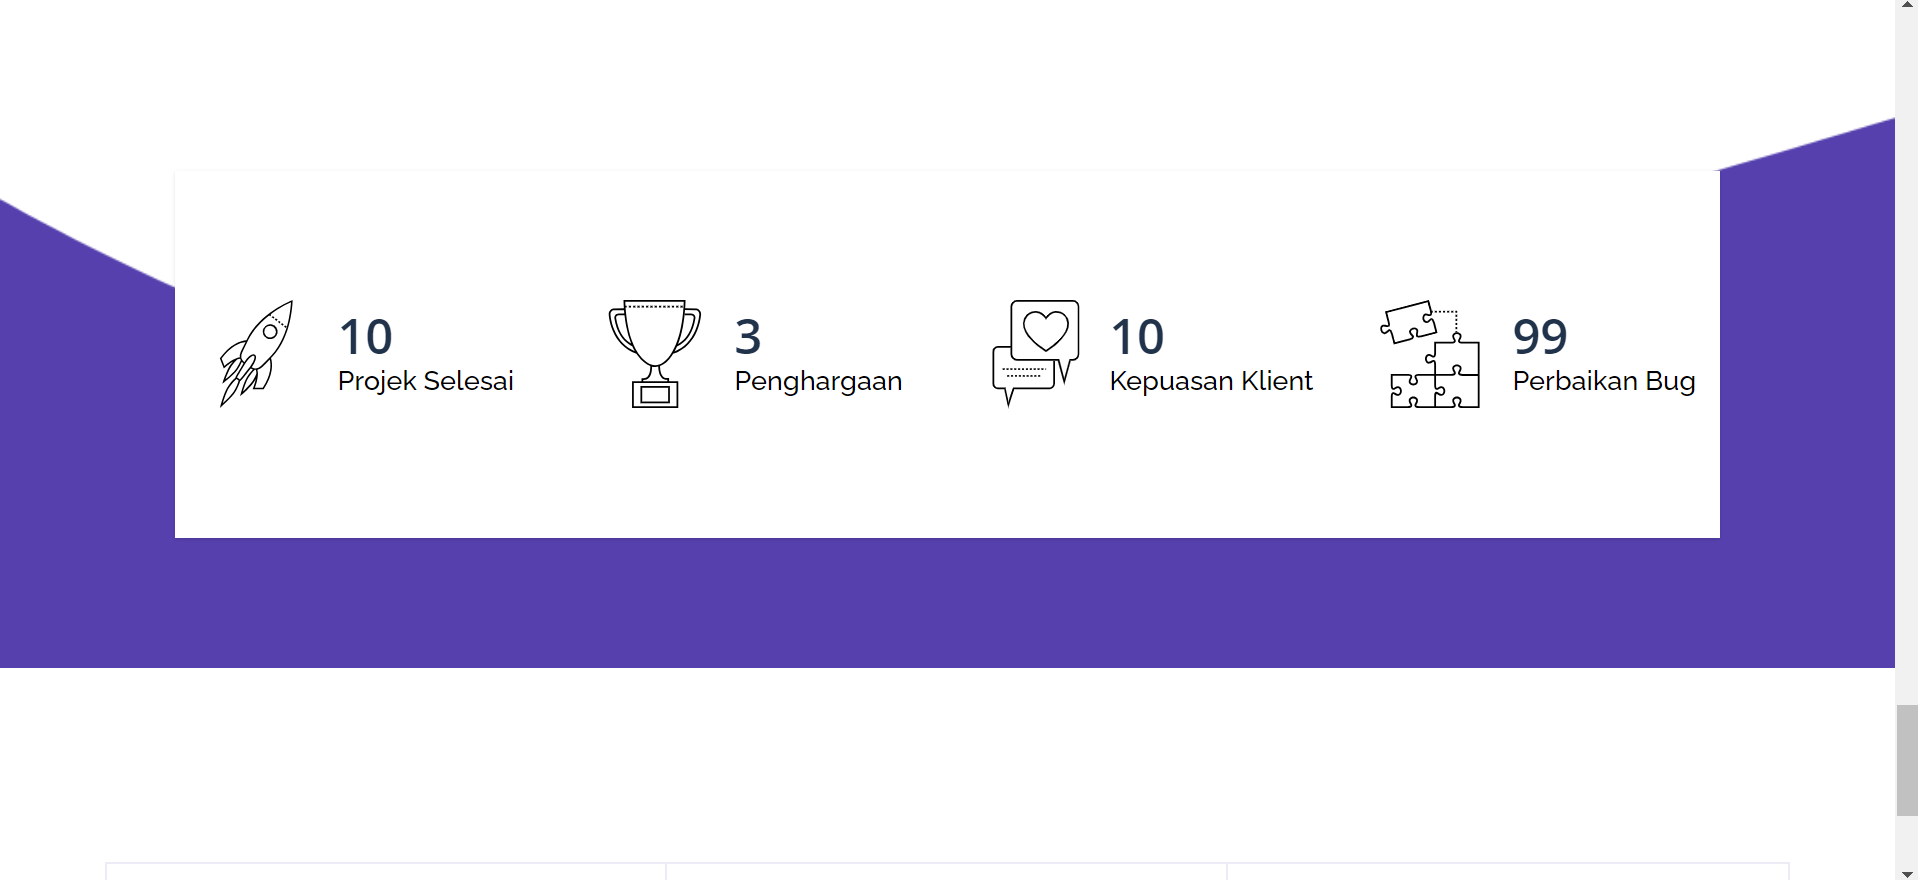 10
Projek Selesai
3
Penghargaan
10
Kepuasan Klient
99
Perbaikan Bug